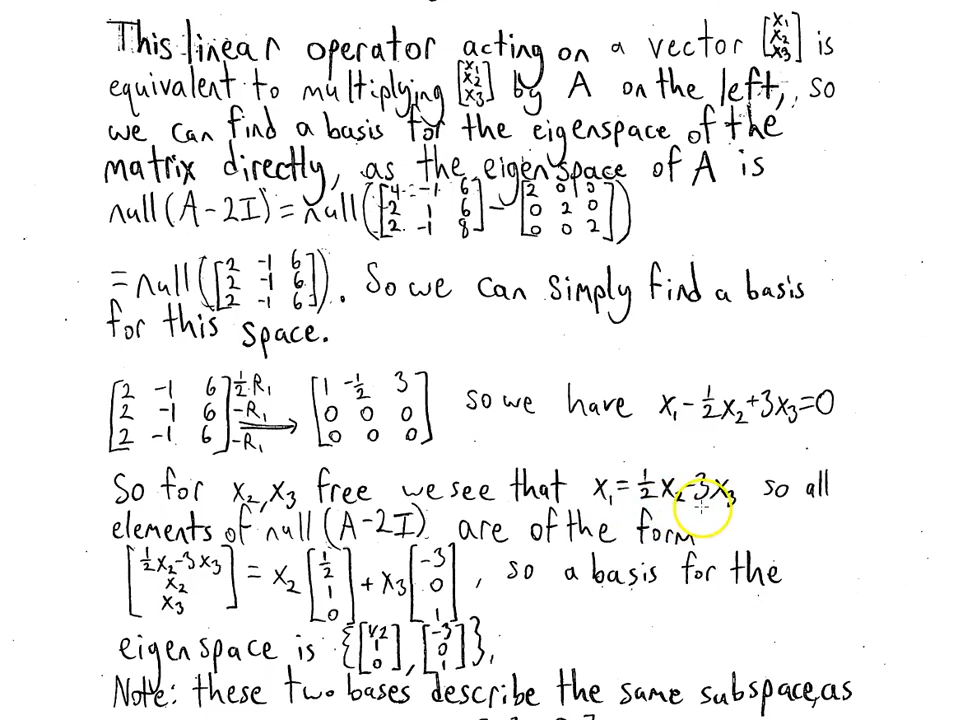 This linear operator acting on a vector [x₁ x₂ x₃] is
equivalent to multiplying [x₁ x₂ x₃] by A on the left, so
we can find a basis for the eigenspace of the
matrix directly, as the eigenspace of A is
null(A-2I) = null([4 -1 6; 2 1 6; 2 -1 8] - [2 0 0; 0 2 0; 0 0 2])
= null([2 -1 6; 2 -1 6; 2 -1 6]). So we can simply find a basis
for this space.
[2 -1 6; 2 -1 6; 2 -1 6] ½R₁ -R₁ -R₁ → [1 -½ 3; 0 0 0; 0 0 0] so we have x₁-½x₂+3x₃=0
So for x₂,x₃ free we see that x₁=½x₂-3x₃ so all
elements of null(A-2I) are of the form
[½x₂-3x₃; x₂; x₃] = x₂[½; 1; 0] + x₃[-3; 0; 1], so a basis for the
eigenspace is {[1/2; 1; 0], [-3; 0; 1]},
Note: these two bases describe the same subspace, as